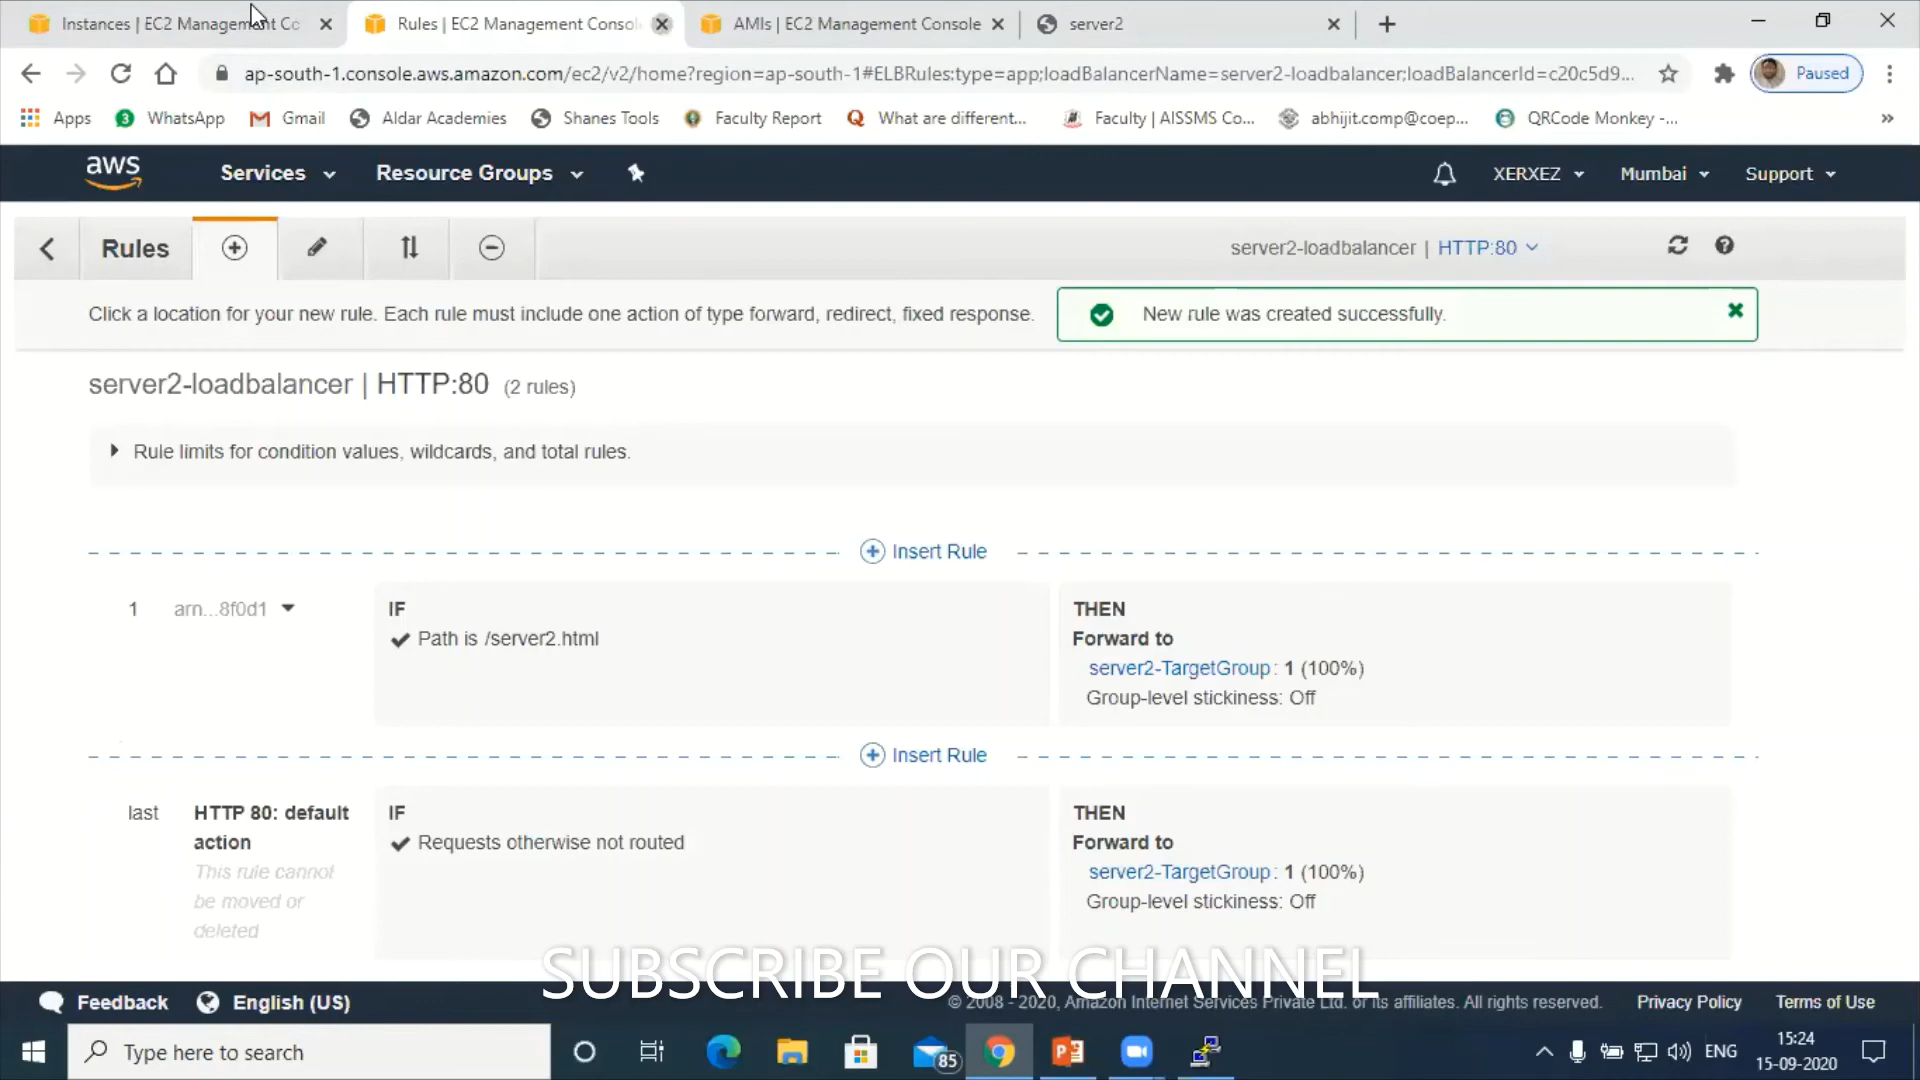 Instances | EC2 Management Cc
Rules | EC2 Management Consol
AMIs | EC2 Management Console
server2
ap-south-1.console.aws.amazon.com/ec2/v2/home?region=ap-south-1#ELBRules:type=app;loadBalancerName=server2-loadbalancer;loadBalancerId=c20c5d9...
Paused
Apps
WhatsApp
Gmail
Aldar Academies
Shanes Tools
Faculty Report
What are different...
Faculty | AISSMS Co...
abhijit.comp@coep...
QRCode Monkey -...
»
aws
Services
Resource Groups
XERXEZ
Mumbai
Support
Rules
server2-loadbalancer | HTTP:80
Click a location for your new rule. Each rule must include one action of type forward, redirect, fixed response.
New rule was created successfully.
server2-loadbalancer | HTTP:80 (2 rules)
Rule limits for condition values, wildcards, and total rules.
Insert Rule
1 arn...8f0d1
IF
Path is /server2.html
THEN
Forward to
server2-TargetGroup: 1 (100%)
Group-level stickiness: Off
Insert Rule
last
HTTP 80: default
action
This rule cannot
be moved or
deleted
IF
Requests otherwise not routed
THEN
Forward to
server2-TargetGroup: 1 (100%)
Group-level stickiness: Off
SUBSCRIBE OUR CHANNEL
Feedback
English (US)
© 2008 - 2020, Amazon Internet Services Private Ltd. or its affiliates. All rights reserved.
Privacy Policy
Terms of Use
Type here to search
85
ENG
15:24
15-09-2020